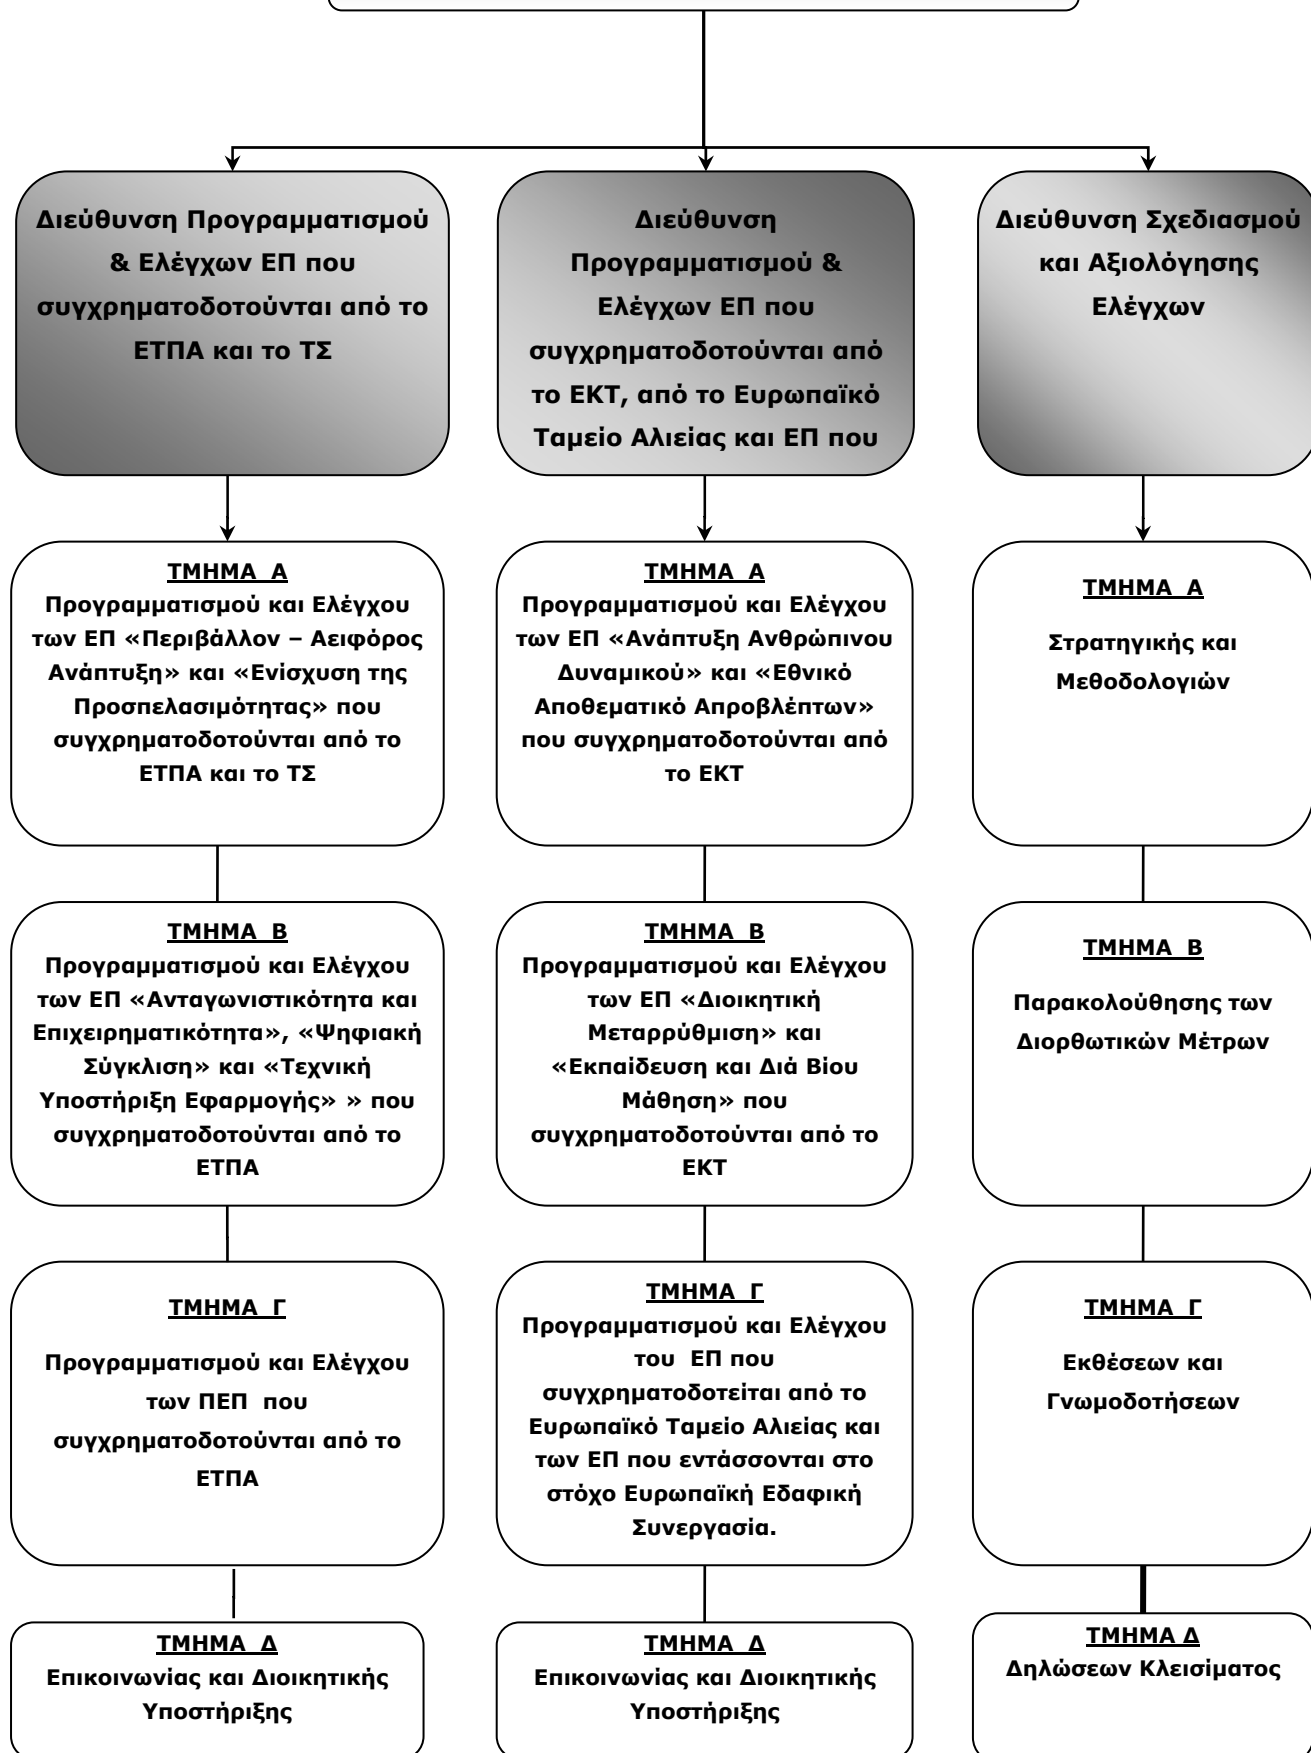 Διεύθυνση Προγραμματισμού
& Ελέγχων ΕΠ που
συγχρηματοδοτούνται από το
ΕΤΠΑ και το ΤΣ
Διεύθυνση
Προγραμματισμού &
Ελέγχων ΕΠ που
συγχρηματοδοτούνται από
το ΕΚΤ, από το Ευρωπαϊκό
Ταμείο Αλιείας και ΕΠ που
Διεύθυνση Σχεδιασμού
και Αξιολόγησης
Ελέγχων
ΤΜΗΜΑ Α
Προγραμματισμού και Ελέγχου
των ΕΠ «Περιβάλλον – Αειφόρος
Ανάπτυξη» και «Ενίσχυση της
Προσπελασιμότητας» που
συγχρηματοδοτούνται από το
ΕΤΠΑ και το ΤΣ
ΤΜΗΜΑ Α
Προγραμματισμού και Ελέγχου
των ΕΠ «Ανάπτυξη Ανθρώπινου
Δυναμικού» και «Εθνικό
Αποθεματικό Απροβλέπτων»
που συγχρηματοδοτούνται από
το ΕΚΤ
ΤΜΗΜΑ Α
Στρατηγικής και
Μεθοδολογιών
ΤΜΗΜΑ Β
Προγραμματισμού και Ελέγχου
των ΕΠ «Ανταγωνιστικότητα και
Επιχειρηματικότητα», «Ψηφιακή
Σύγκλιση» και «Τεχνική
Υποστήριξη Εφαρμογής» » που
συγχρηματοδοτούνται από το
ΕΤΠΑ
ΤΜΗΜΑ Β
Προγραμματισμού και Ελέγχου
των ΕΠ «Διοικητική
Μεταρρύθμιση» και
«Εκπαίδευση και Διά Βίου
Μάθηση» που
συγχρηματοδοτούνται από το
ΕΚΤ
ΤΜΗΜΑ Β
Παρακολούθησης των
Διορθωτικών Μέτρων
ΤΜΗΜΑ Γ
Προγραμματισμού και Ελέγχου
των ΠΕΠ που
συγχρηματοδοτούνται από το
ΕΤΠΑ
ΤΜΗΜΑ Γ
Προγραμματισμού και Ελέγχου
του ΕΠ που
συγχρηματοδοτείται από το
Ευρωπαϊκό Ταμείο Αλιείας και
των ΕΠ που εντάσσονται στο
στόχο Ευρωπαϊκή Εδαφική
Συνεργασία.
ΤΜΗΜΑ Γ
Εκθέσεων και
Γνωμοδοτήσεων
ΤΜΗΜΑ Δ
Επικοινωνίας και Διοικητικής
Υποστήριξης
ΤΜΗΜΑ Δ
Επικοινωνίας και Διοικητικής
Υποστήριξης
ΤΜΗΜΑ Δ
Δηλώσεων Κλεισίματος